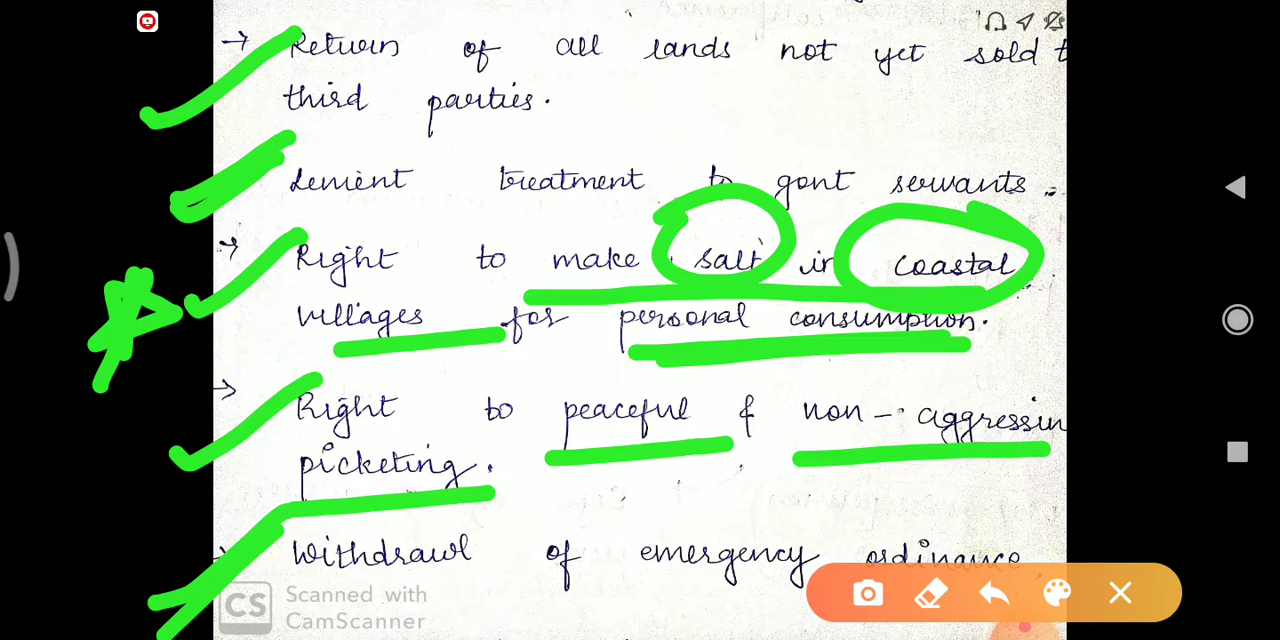 → Return of all lands not yet sold t
third parties.
Lenient treatment to govt servants.
→ Right to make salt in coastal
villages for personal consumption.
→ Right to peaceful & non-aggressin
picketing.
→ Withdrawl of emergency ordinance
CS Scanned with
CamScanner